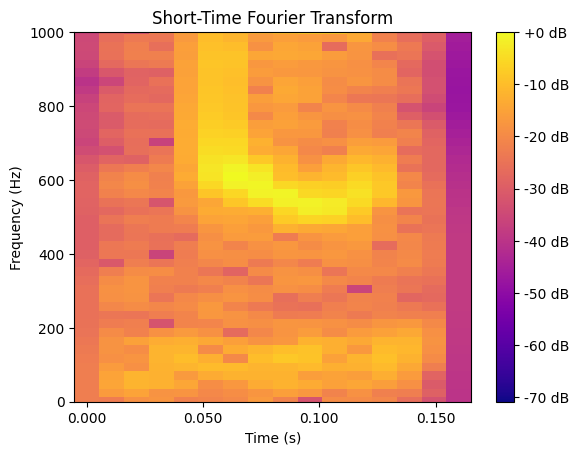 Short-Time Fourier Transform
1000
800
600
400
200
0
Frequency (Hz)
0.000
0.050
0.100
0.150
Time (s)
+0 dB
-10 dB
-20 dB
-30 dB
-40 dB
-50 dB
-60 dB
-70 dB